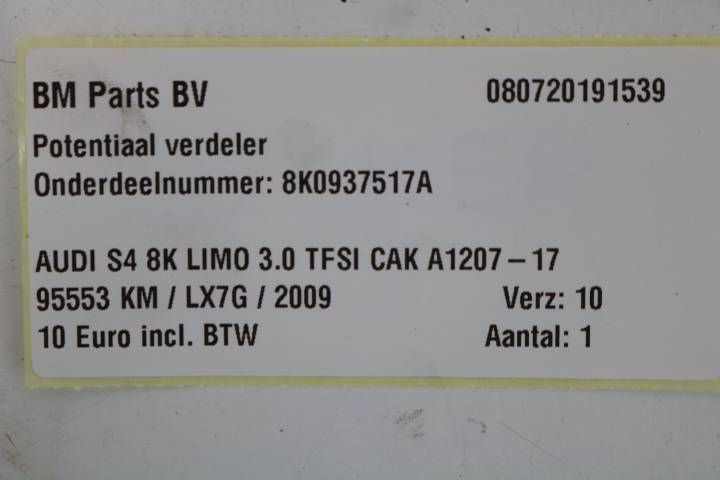 BM Parts BV 080720191539
Potentiaal verdeler
Onderdeelnummer: 8K0937517A
AUDI S4 8K LIMO 3.0 TFSI CAK A1207-17
95553 KM / LX7G / 2009 Verz: 10
10 Euro incl. BTW Aantal: 1